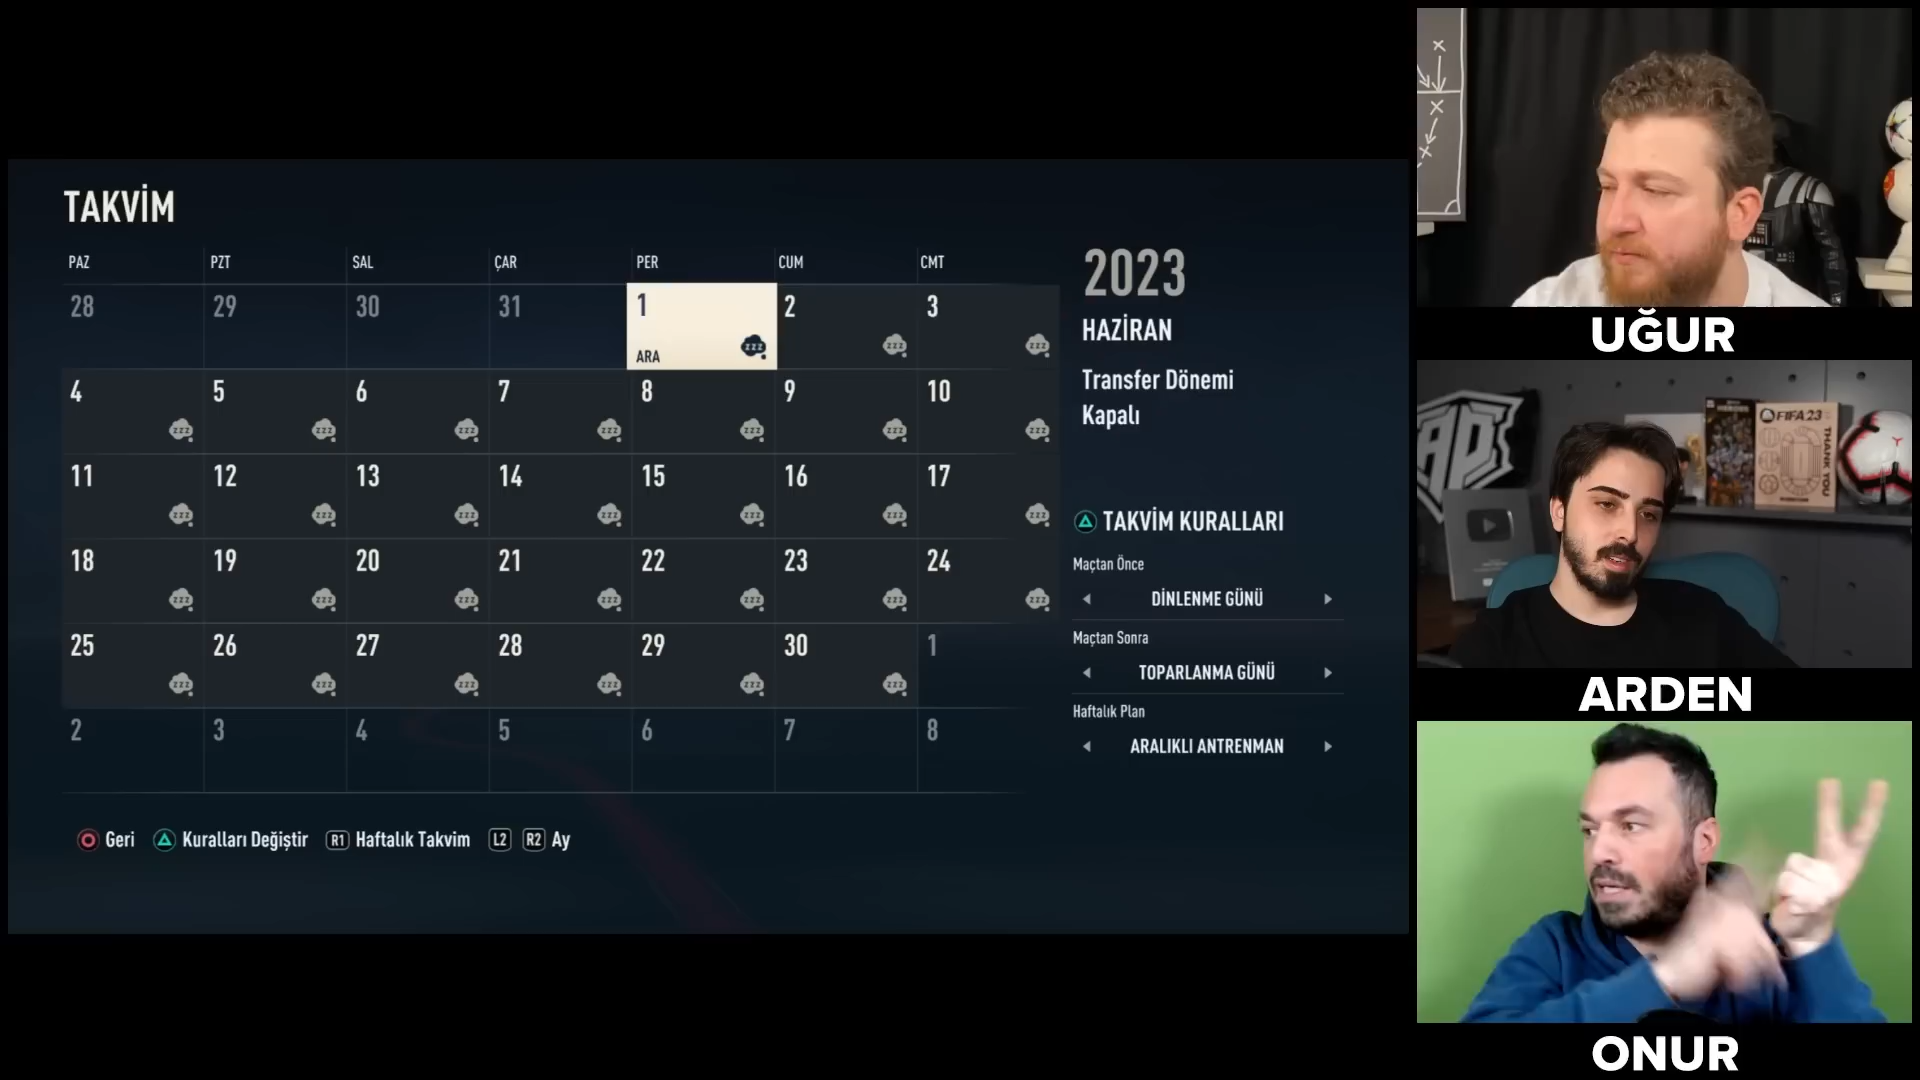 TAKVİM
PAZ PZT SAL ÇAR PER CUM CMT
28 29 30 31 1 2 3
ARA
4 5 6 7 8 9 10
11 12 13 14 15 16 17
18 19 20 21 22 23 24
25 26 27 28 29 30 1
2 3 4 5 6 7 8
2023
HAZİRAN
Transfer Dönemi
Kapalı
TAKVİM KURALLARI
Maçtan Önce
DİNLENME GÜNÜ
Maçtan Sonra
TOPARLANMA GÜNÜ
Haftalık Plan
ARALIKLI ANTRENMAN
Geri Kuralları Değiştir R1 Haftalık Takvim L2 R2 Ay
UĞUR
FIFA 23
THANK YOU
ARDEN
ONUR